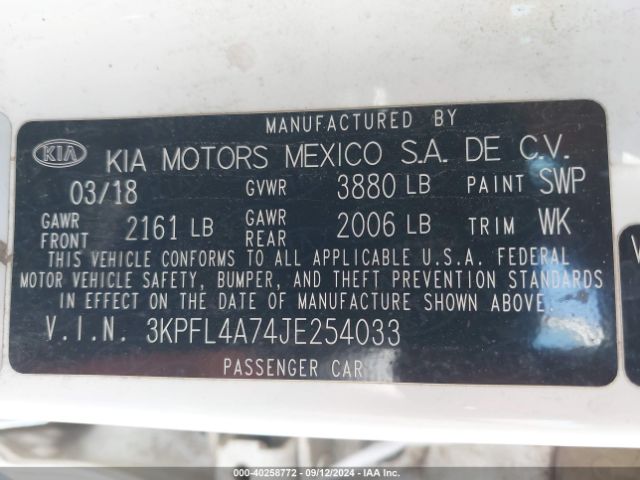 MANUFACTURED BY
KIA KIA MOTORS MEXICO S.A. DE C.V.
03/18 GVWR 3880 LB PAINT SWP
GAWR FRONT 2161 LB GAWR REAR 2006 LB TRIM WK
THIS VEHICLE CONFORMS TO ALL APPLICABLE U.S.A. FEDERAL
MOTOR VEHICLE SAFETY, BUMPER, AND THEFT PREVENTION STANDARDS
IN EFFECT ON THE DATE OF MANUFACTURE SHOWN ABOVE.
V.I.N. 3KPFL4A74JE254033
PASSENGER CAR
000-40258772 - 09/12/2024 - IAA Inc.